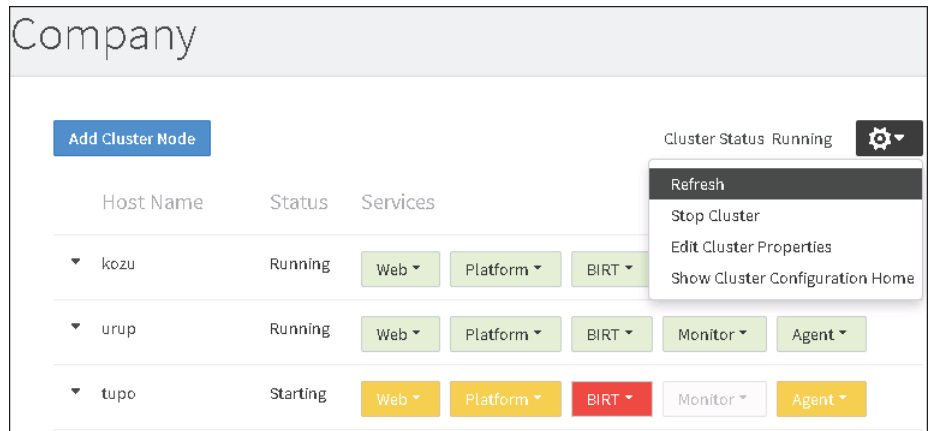 Company
Add Cluster Node Cluster Status Running
Refresh
Stop Cluster
Edit Cluster Properties
Show Cluster Configuration Home
Host Name Status Services
kozu Running Web Platform BIRT
urup Running Web Platform BIRT Monitor Agent
tupo Starting Web Platform BIRT Monitor Agent